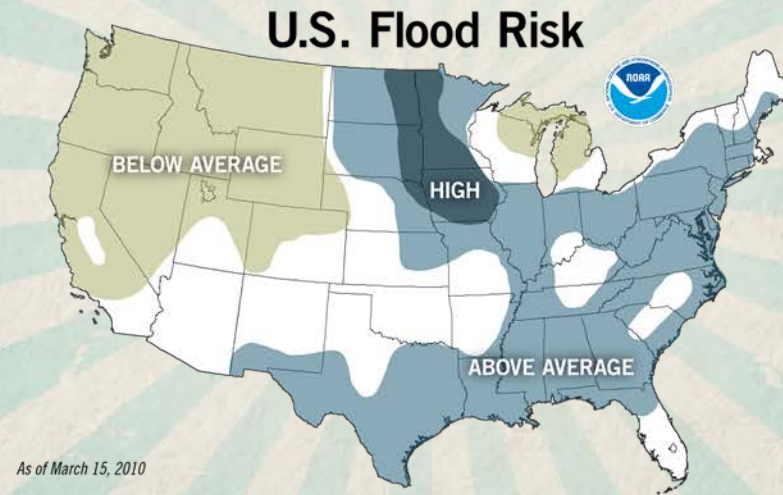 U.S. Flood Risk
NOAA
BELOW AVERAGE
HIGH
ABOVE AVERAGE
As of March 15, 2010